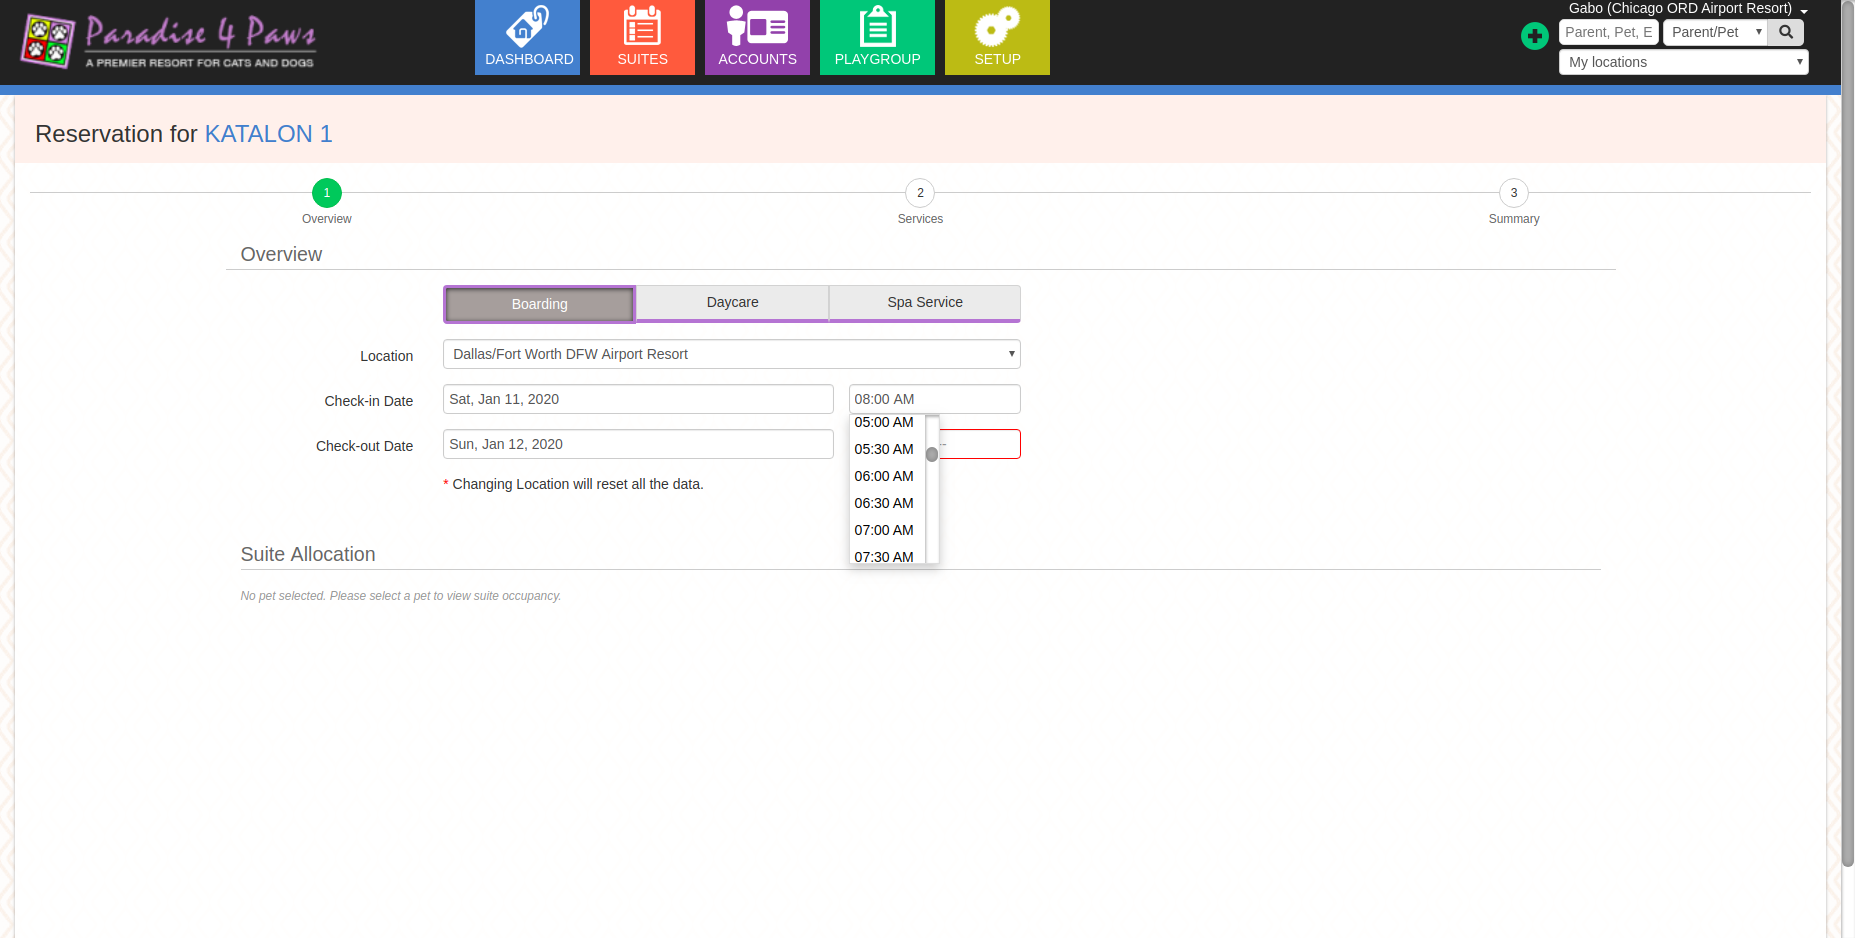 Paradise 4 Paws
A PREMIER RESORT FOR CATS AND DOGS
DASHBOARD
SUITES
ACCOUNTS
PLAYGROUP
SETUP
Gabo (Chicago ORD Airport Resort)
Parent, Pet, E
Parent/Pet
My locations
Reservation for KATALON 1
1
2
3
Overview
Services
Summary
Overview
Boarding
Daycare
Spa Service
Location
Dallas/Fort Worth DFW Airport Resort
Check-in Date
Sat, Jan 11, 2020
08:00 AM
05:00 AM
05:30 AM
06:00 AM
06:30 AM
07:00 AM
07:30 AM
Check-out Date
Sun, Jan 12, 2020
--
* Changing Location will reset all the data.
Suite Allocation
No pet selected. Please select a pet to view suite occupancy.